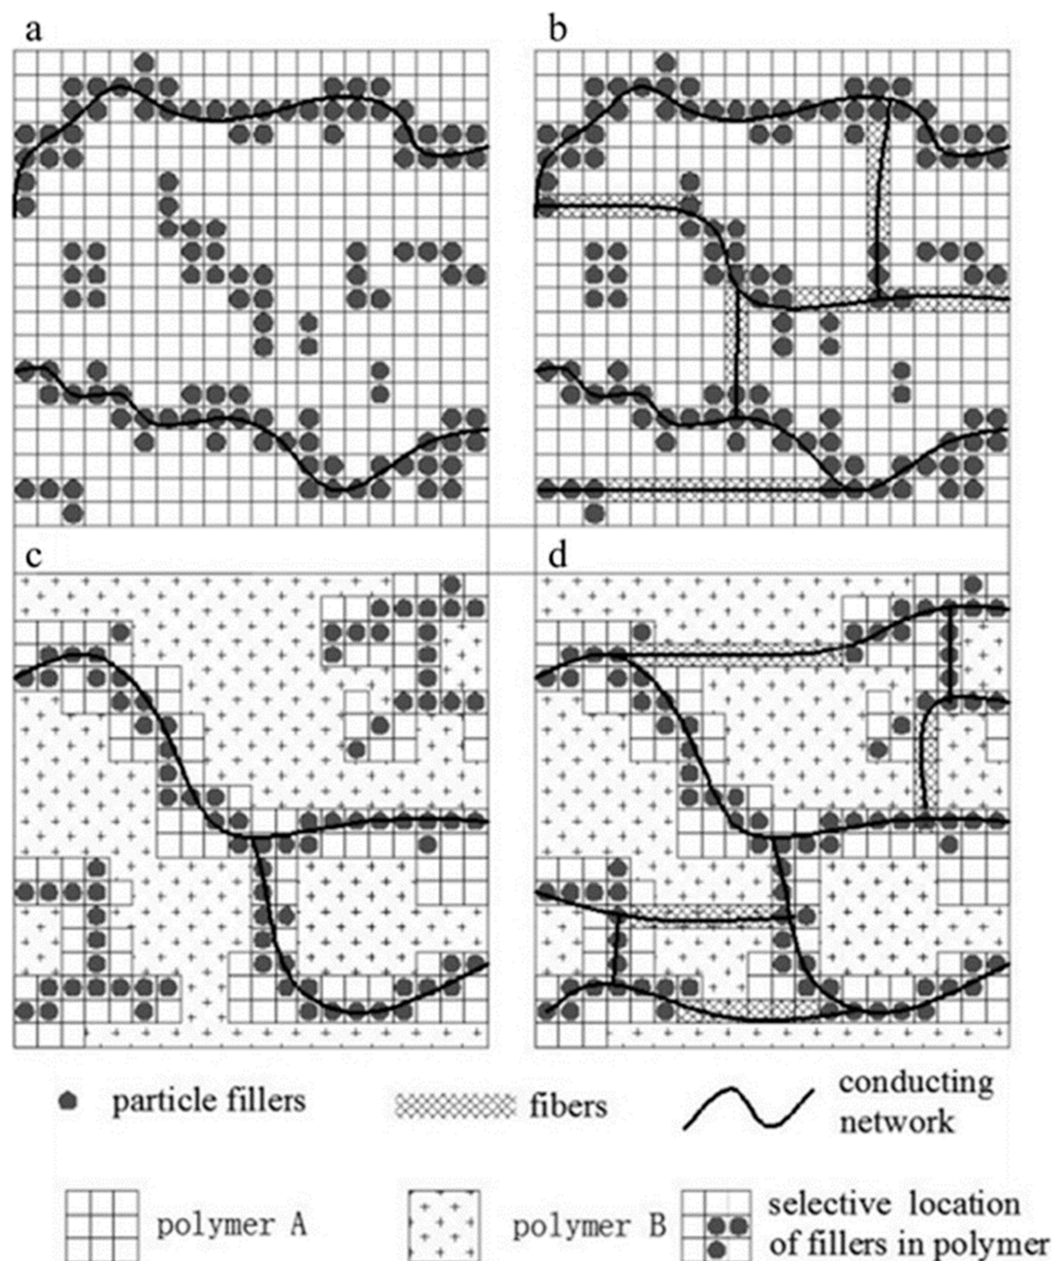 a
b
c
d
particle fillers
fibers
conducting
network
polymer A
polymer B
selective location
of fillers in polymer